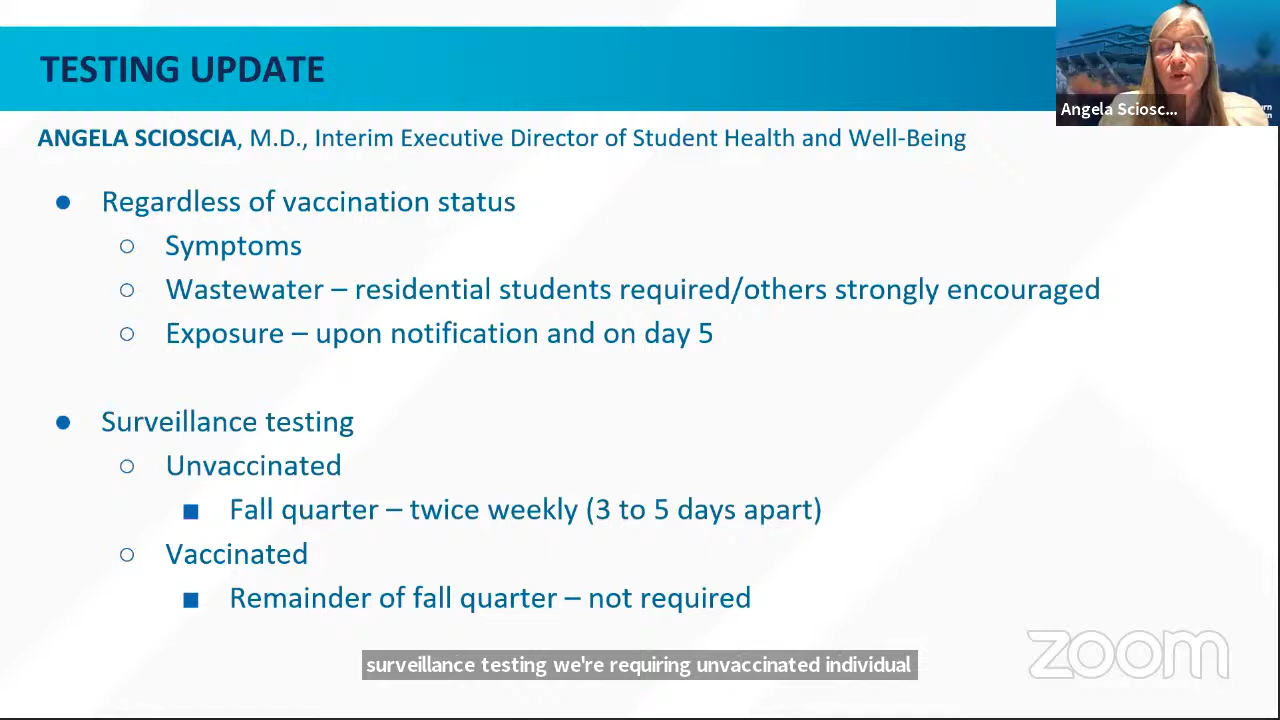 TESTING UPDATE
Angela Sciosc...
ANGELA SCIOSCIA, M.D., Interim Executive Director of Student Health and Well-Being
● Regardless of vaccination status
○ Symptoms
○ Wastewater – residential students required/others strongly encouraged
○ Exposure – upon notification and on day 5
● Surveillance testing
○ Unvaccinated
■ Fall quarter – twice weekly (3 to 5 days apart)
○ Vaccinated
■ Remainder of fall quarter – not required
zoom
surveillance testing we're requiring unvaccinated individual